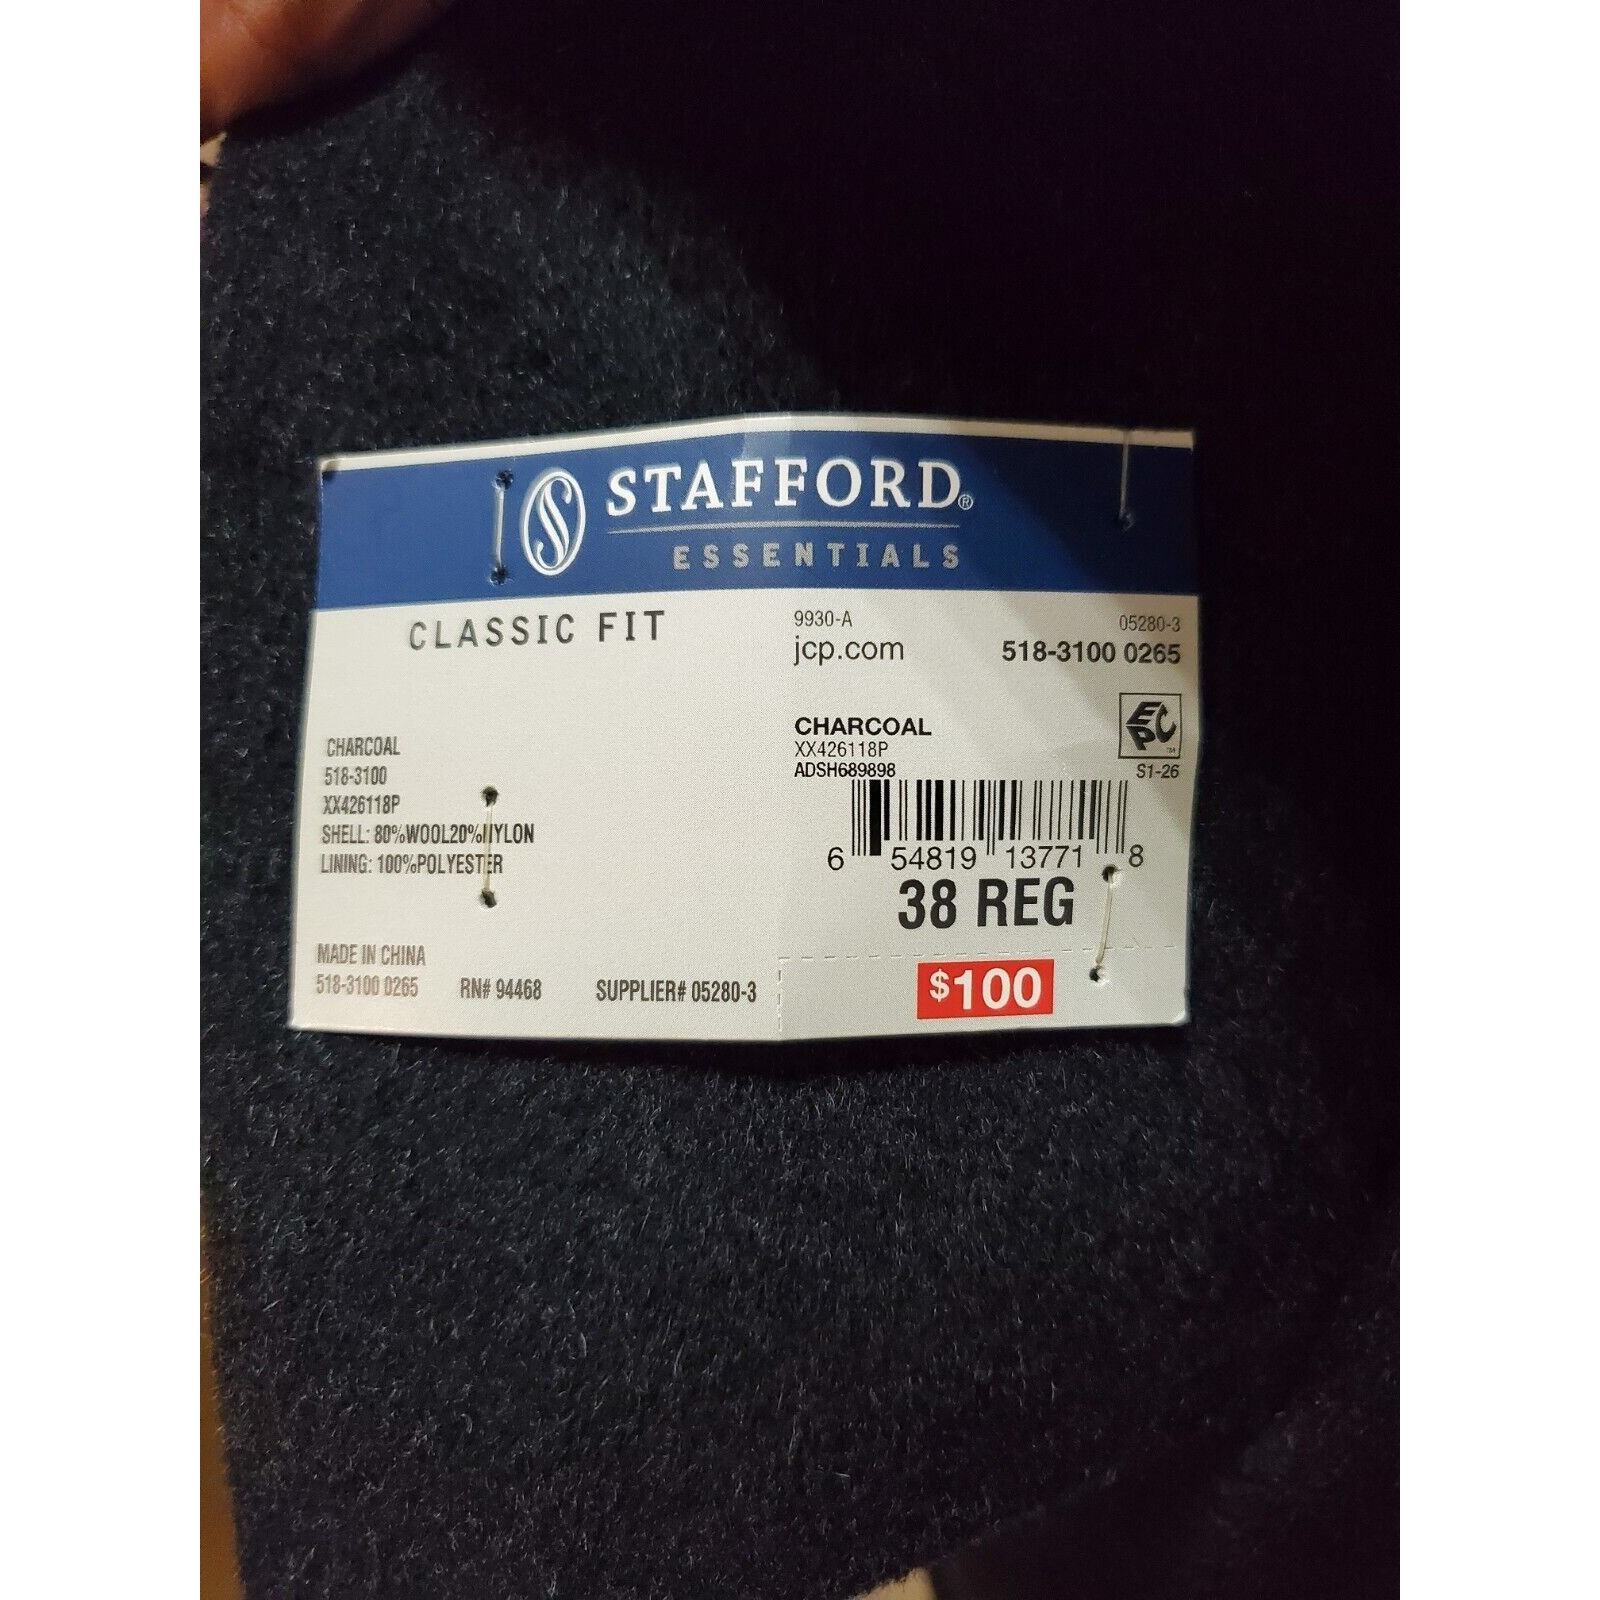 STAFFORD®
ESSENTIALS
CLASSIC FIT
CHARCOAL
518-3100
XX426118P
SHELL: 80%WOOL20%NYLON
LINING: 100%POLYESTER
MADE IN CHINA
518-3100 0265 RN# 94468 SUPPLIER# 05280-3
9930-A 05280-3
jcp.com 518-3100 0265
EPC™
CHARCOAL
XX426118P
ADSH689898 S1-26
6 54819 13771 8
38 REG
$100